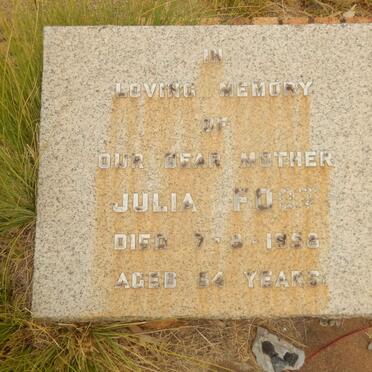 IN
LOVING MEMORY
OF
OUR DEAR MOTHER
JULIA
DIED
AGED 64 YEARS